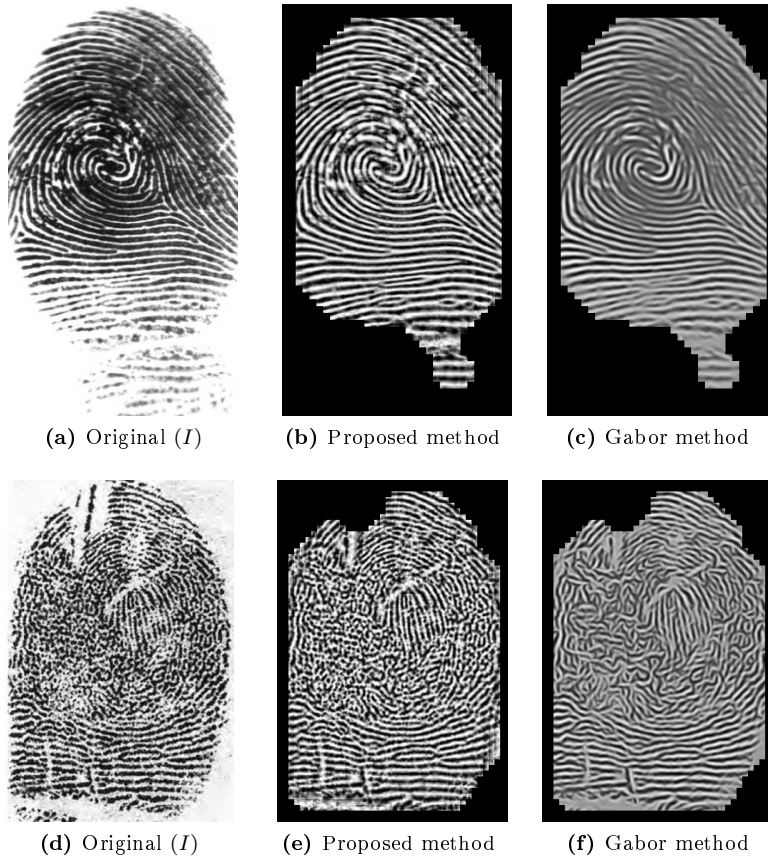 (a) Original (I)
(b) Proposed method
(c) Gabor method
(d) Original (I)
(e) Proposed method
(f) Gabor method